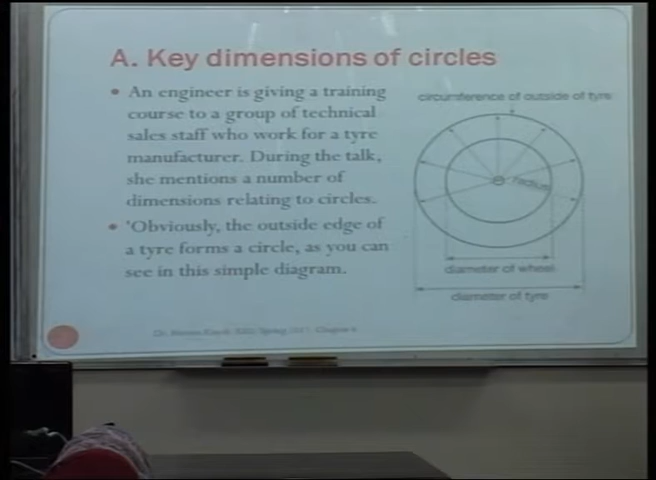 A. Key dimensions of circles
• An engineer is giving a training
course to a group of technical
sales staff who work for a tyre
manufacturer. During the talk,
she mentions a number of
dimensions relating to circles.
• 'Obviously, the outside edge of
a tyre forms a circle, as you can
see in this simple diagram.
circumference of outside of tyre
radius
diameter of wheel
diameter of tyre